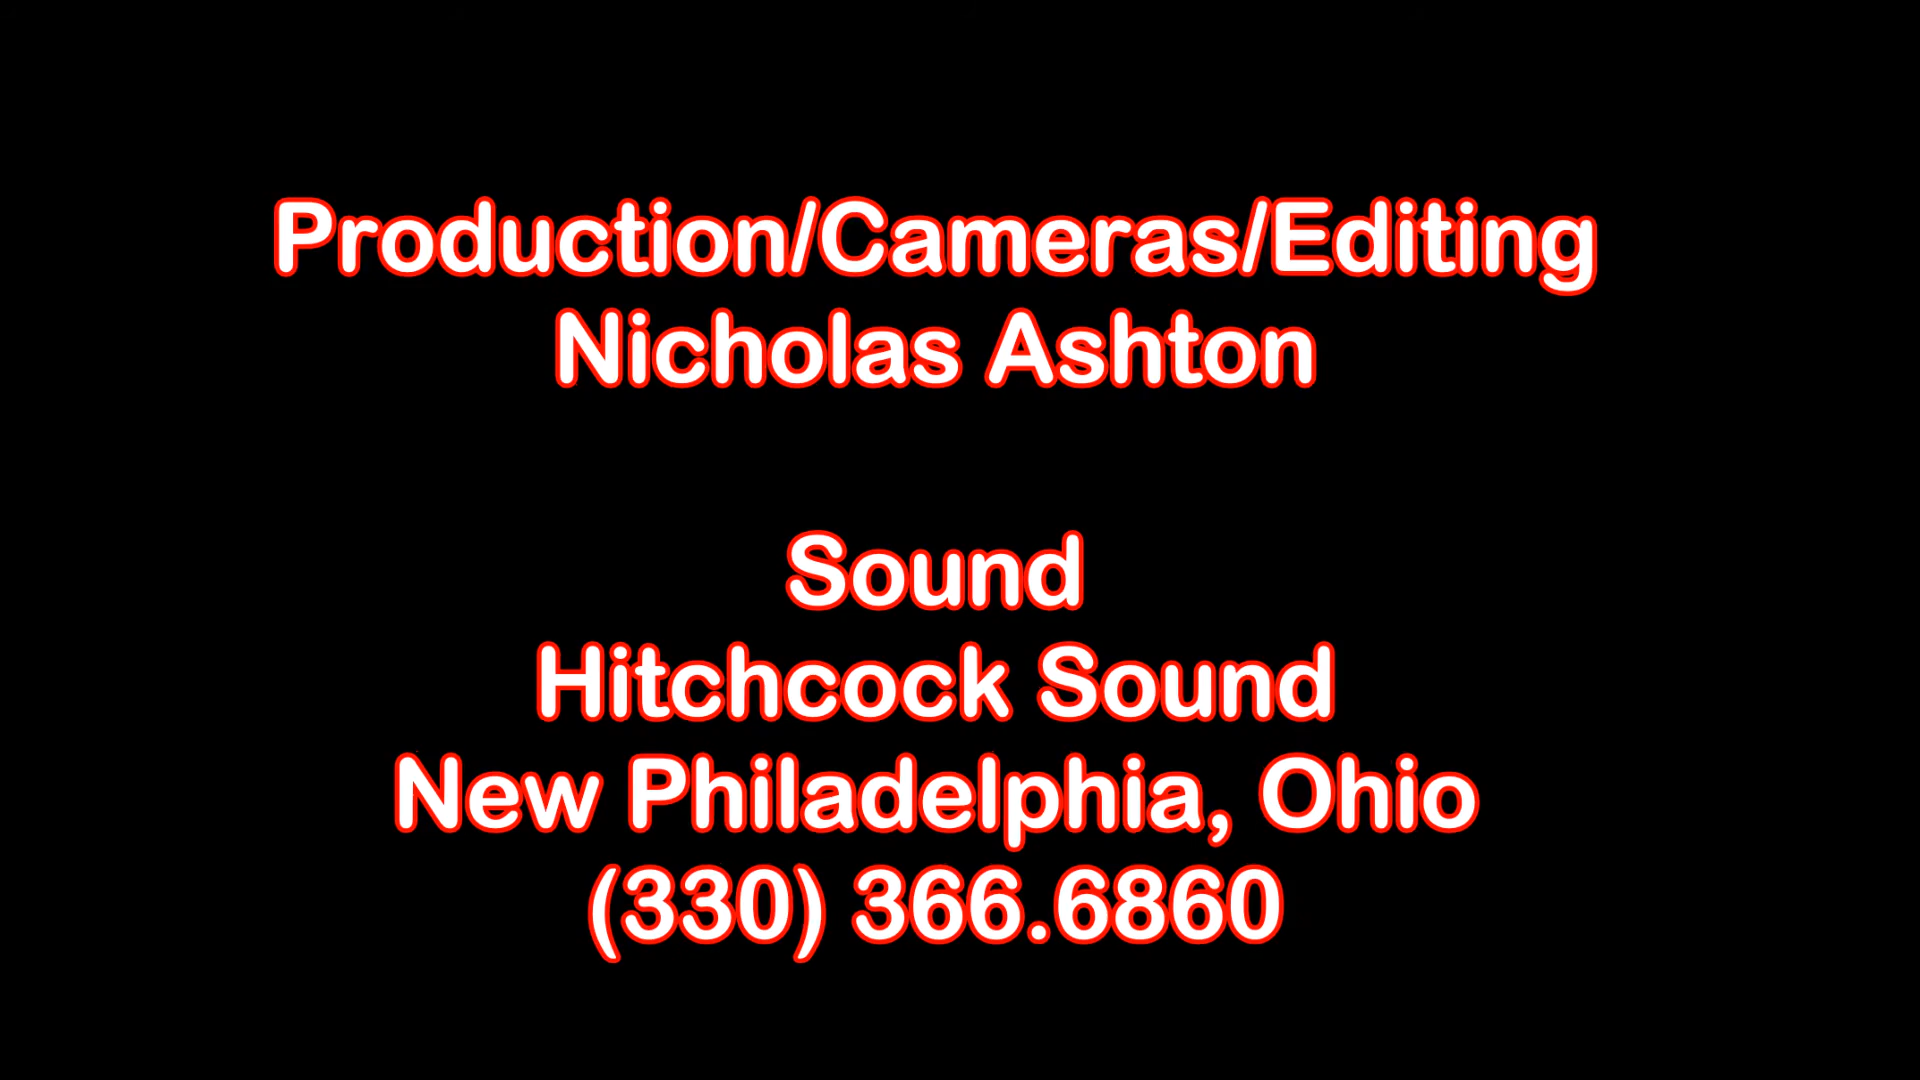 Production/Cameras/Editing
Nicholas Ashton
Sound
Hitchcock Sound
New Philadelphia, Ohio
(330) 366.6860